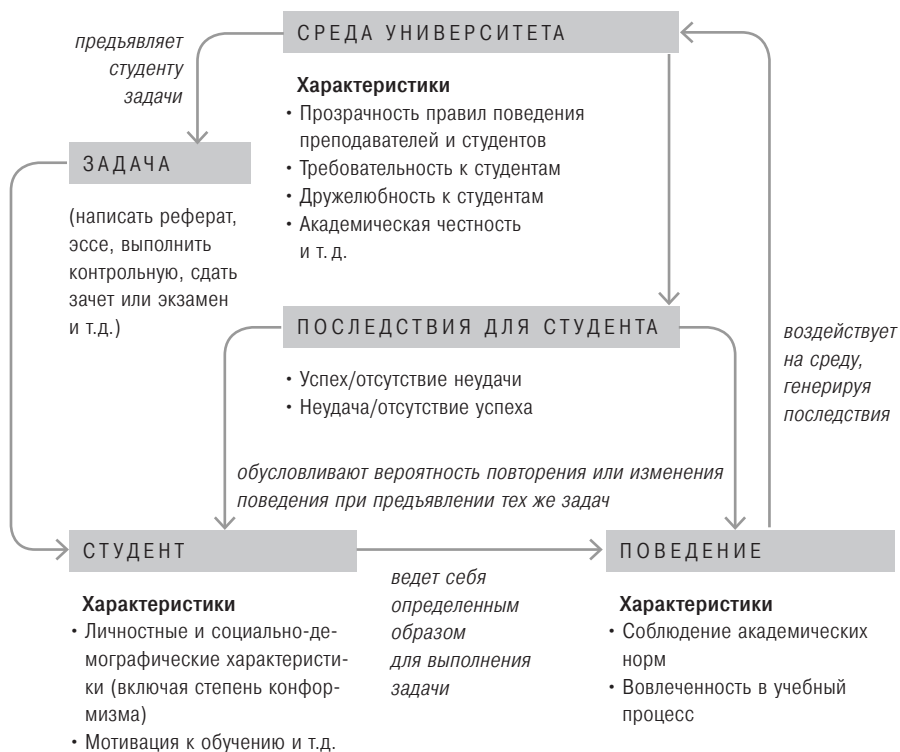 СРЕДА УНИВЕРСИТЕТА
предъявляет
студенту
задачи
Характеристики
• Прозрачность правил поведения
преподавателей и студентов
• Требовательность к студентам
• Дружелюбность к студентам
• Академическая честность
и т. д.
ЗАДАЧА
(написать реферат,
эссе, выполнить
контрольную, сдать
зачет или экзамен
и т.д.)
ПОСЛЕДСТВИЯ ДЛЯ СТУДЕНТА
• Успех/отсутствие неудачи
• Неудача/отсутствие успеха
воздействует
на среду,
генерируя
последствия
обусловливают вероятность повторения или изменения
поведения при предъявлении тех же задач
СТУДЕНТ
Характеристики
• Личностные и социально-де-
мографические характеристи-
ки (включая степень конфор-
мизма)
• Мотивация к обучению и т.д.
ведет себя
определенным
образом
для выполнения
задачи
ПОВЕДЕНИЕ
Характеристики
• Соблюдение академических
норм
• Вовлеченность в учебный
процесс